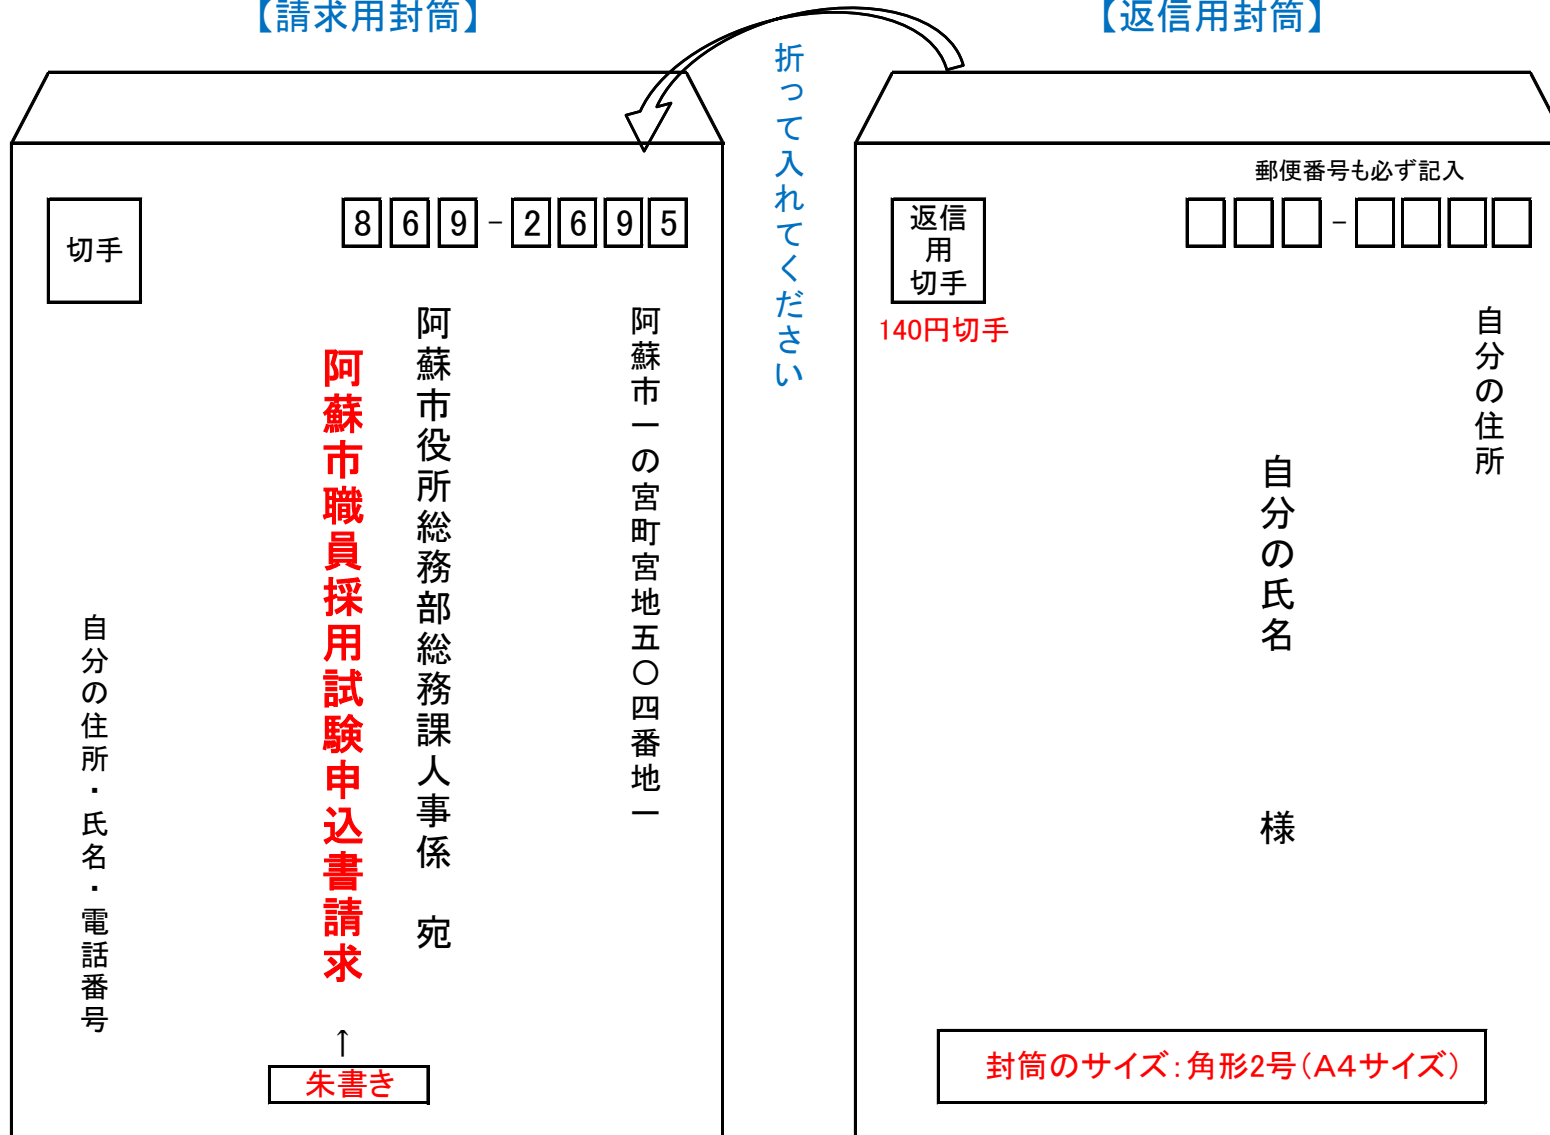 【請求用封筒】
切手
869-2695
阿蘇市一の宮町宮地五〇四番地一
阿蘇市役所総務部総務課人事係　宛
阿蘇市職員採用試験申込書請求
↑
朱書き
自分の住所・氏名・電話番号
折って入れてください
【返信用封筒】
郵便番号も必ず記入
返信
用
切手
-
140円切手
自分の住所
自分の氏名　様
封筒のサイズ：角形2号（A4サイズ）